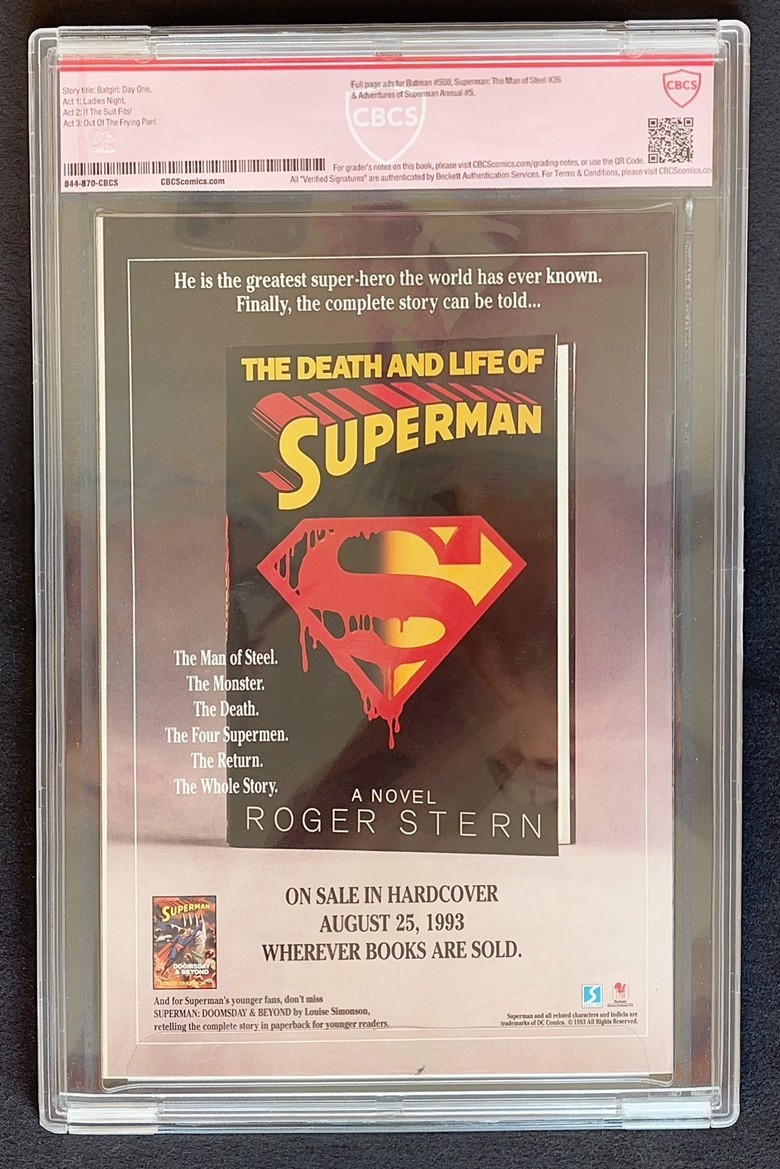 Story title: Batgirl: Day One,
Act 1: Ladies Night,
Act 2: If The Suit Fits!
Act 3: Out Of The Frying Pan!
Full page ads for Batman #500, Superman: The Man of Steel #26
& Adventures of Superman Annual #5.
CBCS
CBCS
For grader's notes on this book, please visit CBCScomics.com/grading-notes, or use the QR Code.
844-870-CBCS
CBCScomics.com
All "Verified Signatures" are authenticated by Beckett Authentication Services. For Terms & Conditions, please visit CBCScomics.co
He is the greatest super-hero the world has ever known.
Finally, the complete story can be told...
THE DEATH AND LIFE OF
SUPERMAN
S
The Man of Steel.
The Monster.
The Death.
The Four Supermen.
The Return.
The Whole Story.
A NOVEL
ROGER STERN
ON SALE IN HARDCOVER
AUGUST 25, 1993
WHEREVER BOOKS ARE SOLD.
SUPERMAN
DOOMSDAY
& BEYOND
And for Superman's younger fans, don't miss
SUPERMAN: DOOMSDAY & BEYOND by Louise Simonson,
retelling the complete story in paperback for younger readers.
Superman and all related characters and indicia are
trademarks of DC Comics. © 1993 All Rights Reserved.